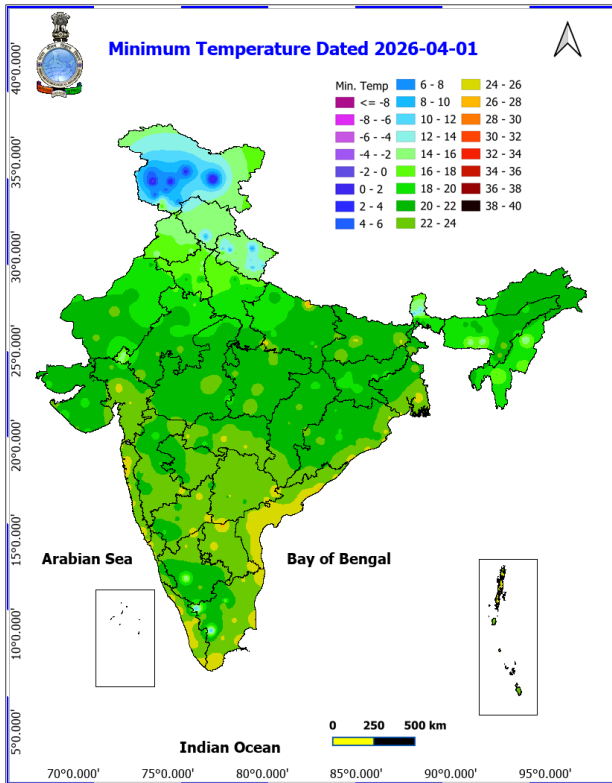 Minimum Temperature Dated 2026-04-01
Min. Temp
<= -8
-8 - -6
-6 - -4
-4 - -2
-2 - 0
0 - 2
2 - 4
4 - 6
6 - 8
8 - 10
10 - 12
12 - 14
14 - 16
16 - 18
18 - 20
20 - 22
22 - 24
24 - 26
26 - 28
28 - 30
30 - 32
32 - 34
34 - 36
36 - 38
38 - 40
40°0.000'
35°0.000'
30°0.000'
25°0.000'
20°0.000'
15°0.000'
10°0.000'
5°0.000'
Arabian Sea
Bay of Bengal
0 250 500 km
Indian Ocean
70°0.000' 75°0.000' 80°0.000' 85°0.000' 90°0.000' 95°0.000'